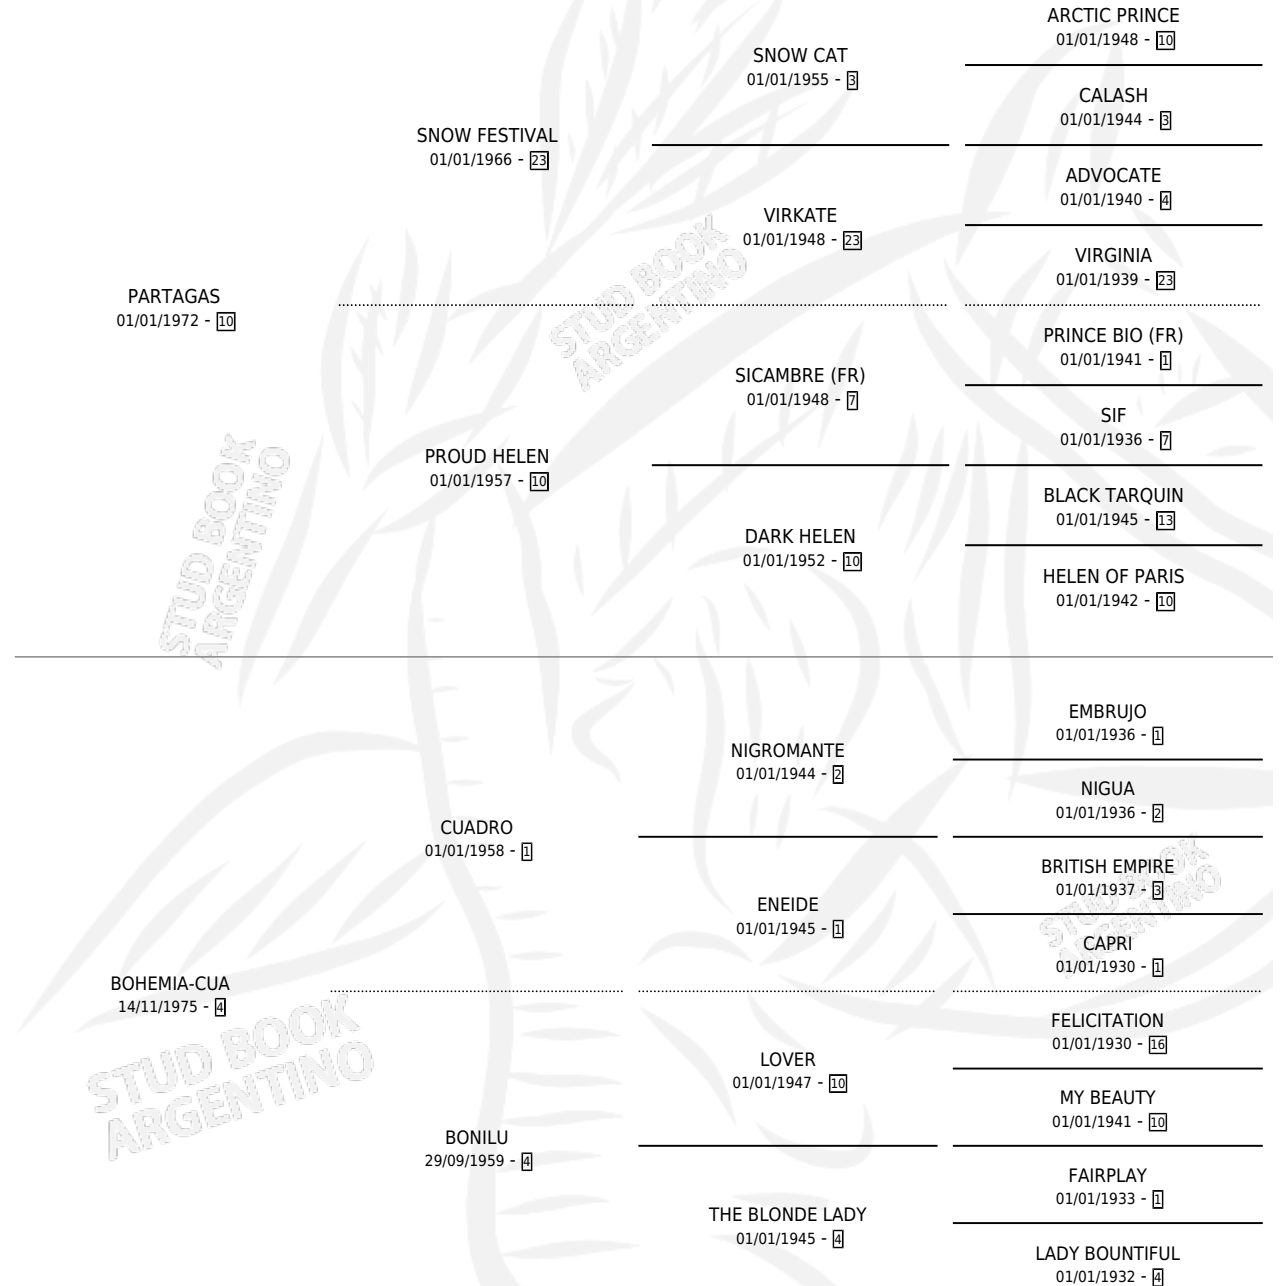 ARCTIC PRINCE
01/01/1948 - 10
SNOW CAT
01/01/1955 - 3
CALASH
01/01/1944 - 3
SNOW FESTIVAL
01/01/1966 - 23
ADVOCATE
01/01/1940 - 4
VIRKATE
01/01/1948 - 23
VIRGINIA
01/01/1939 - 23
STUD BOOK
ARGENTINO
PARTAGAS
01/01/1972 - 10
PRINCE BIO (FR)
01/01/1941 - 1
SICAMBRE (FR)
01/01/1948 - 7
SIF
01/01/1936 - 7
PROUD HELEN
01/01/1957 - 10
BLACK TARQUIN
01/01/1945 - 13
DARK HELEN
01/01/1952 - 10
HELEN OF PARIS
01/01/1942 - 10
STUD BOOK
ARGENTINO
EMBRUJO
01/01/1936 - 1
NIGROMANTE
01/01/1944 - 2
NIGUA
01/01/1936 - 2
CUADRO
01/01/1958 - 1
BRITISH EMPIRE
01/01/1937 - 3
ENEIDE
01/01/1945 - 1
CAPRI
01/01/1930 - 1
STUD BOOK
ARGENTINO
BOHEMIA-CUA
14/11/1975 - 4
FELICITATION
01/01/1930 - 16
LOVER
01/01/1947 - 10
MY BEAUTY
01/01/1941 - 10
STUD BOOK
ARGENTINO
BONILU
29/09/1959 - 4
FAIRPLAY
01/01/1933 - 1
THE BLONDE LADY
01/01/1945 - 4
LADY BOUNTIFUL
01/01/1932 - 4